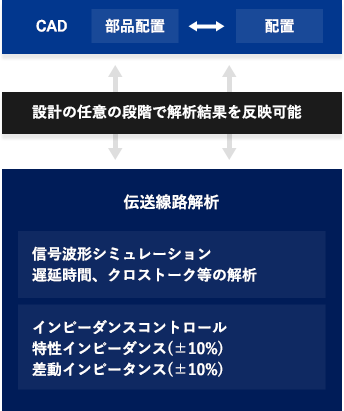 CAD 部品配置 配置
設計の任意の段階で解析結果を反映可能
伝送線路解析
信号波形シミュレーション
遅延時間、クロストーク等の解析
インピーダンスコントロール
特性インピーダンス(±10%)
差動インピータンス(±10%)